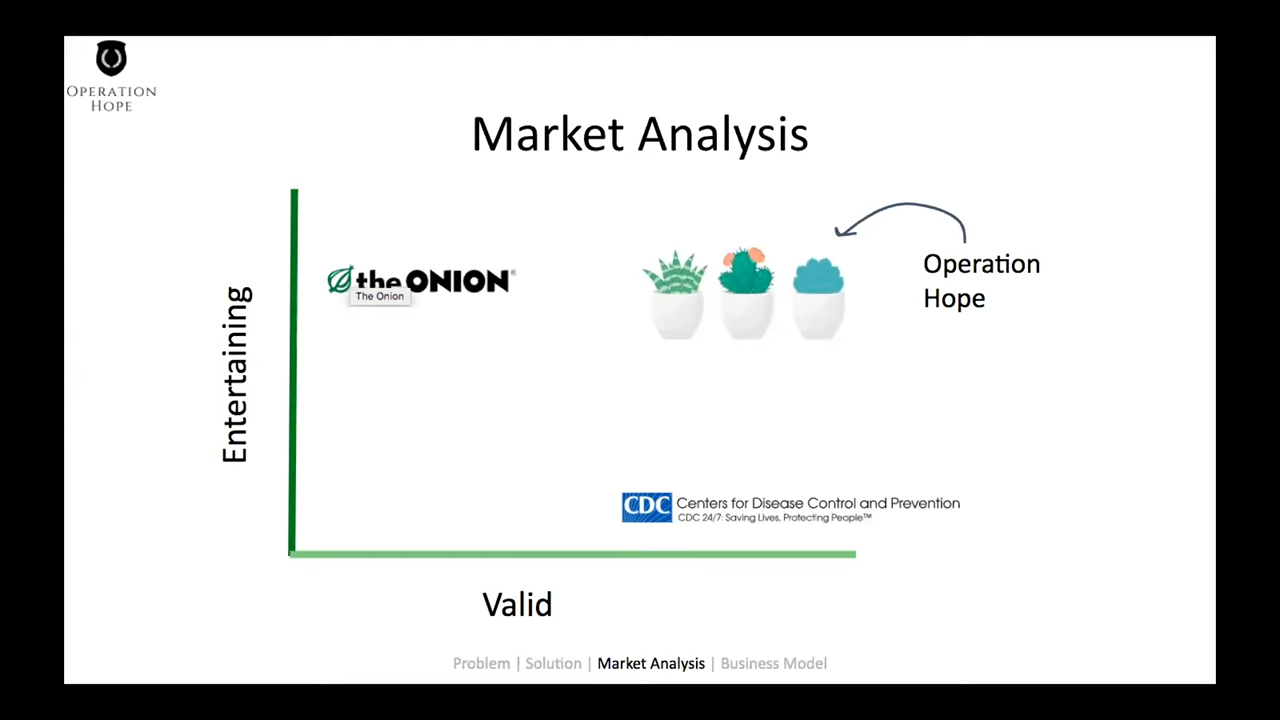 OPERATION
HOPE
Market Analysis
the ONION®
The Onion
Operation
Hope
Entertaining
CDC Centers for Disease Control and Prevention
CDC 24/7: Saving Lives, Protecting People™
Valid
Problem | Solution | Market Analysis | Business Model